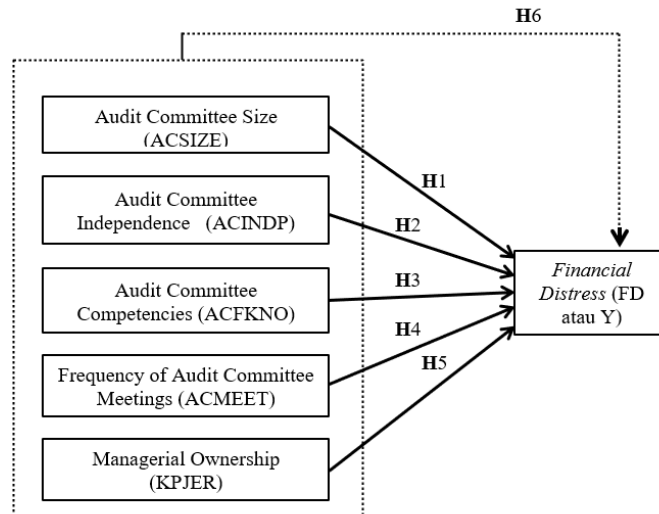 H6
Audit Committee Size
(ACSIZE)
H1
Audit Committee
Independence (ACINDP)
H2
Audit Committee
Competencies (ACFKNO)
H3
Financial
Distress (FD
atau Y)
H4
Frequency of Audit Committee
Meetings (ACMEET)
H5
Managerial Ownership
(KPJER)